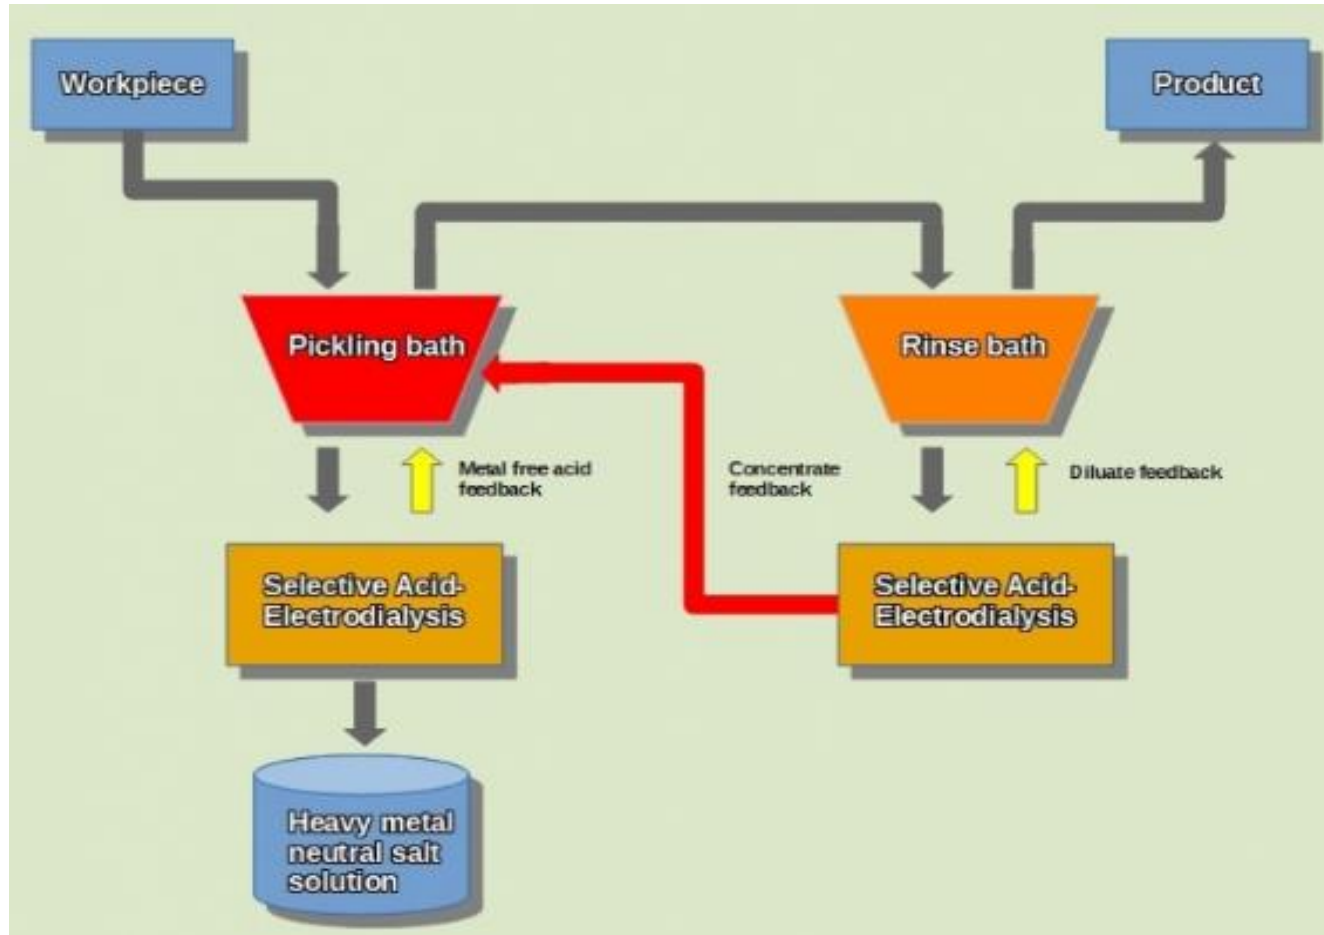 Workpiece
Product
Pickling bath
Rinse bath
Metal free acid
feedback
Concentrate
feedback
Diluate feedback
Selective Acid-
Electrodialysis
Selective Acid-
Electrodialysis
Heavy metal
neutral salt
solution